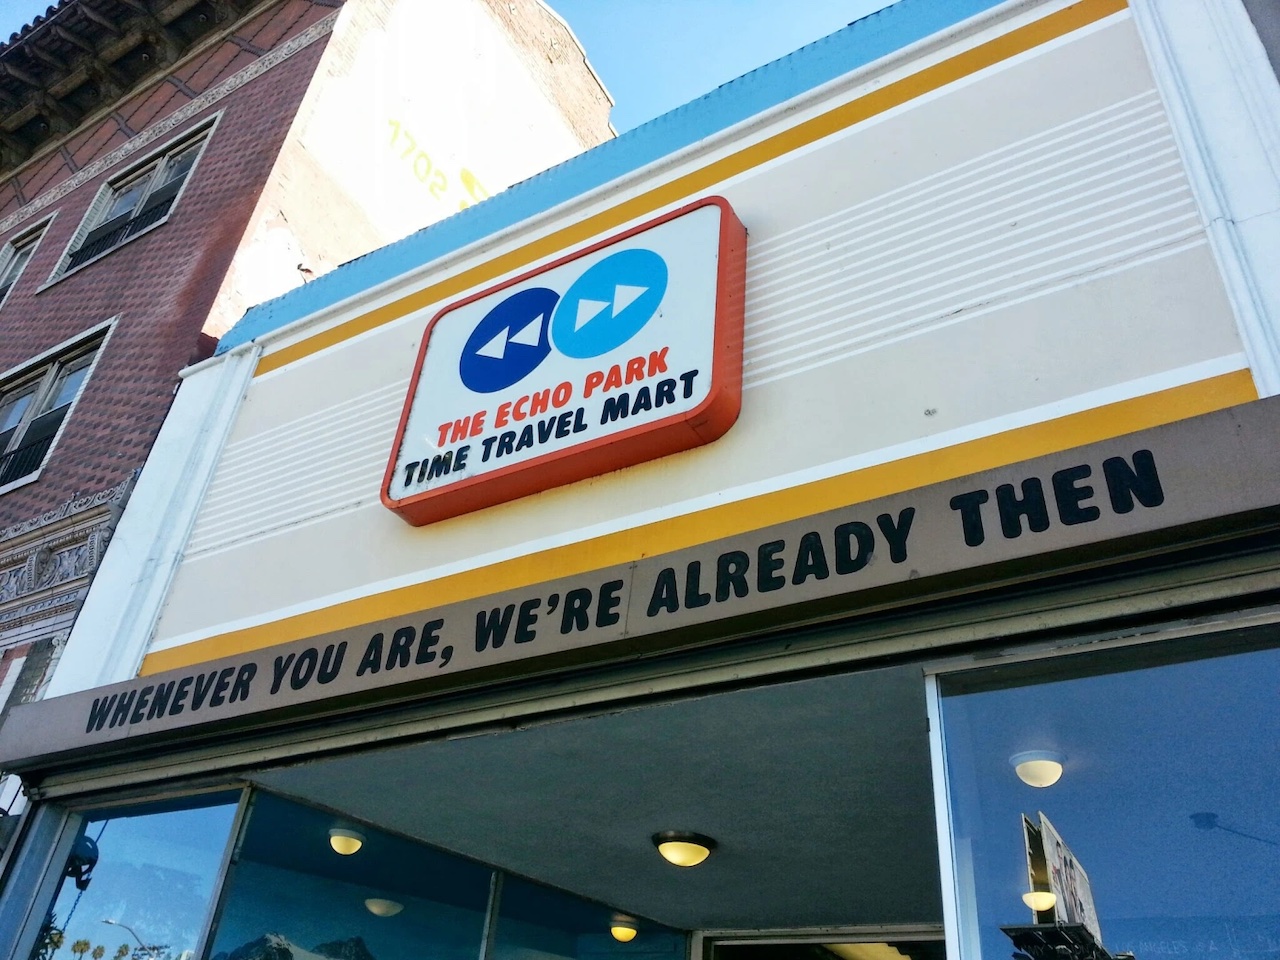 THE ECHO PARK
TIME TRAVEL MART
WHENEVER YOU ARE, WE'RE ALREADY THEN